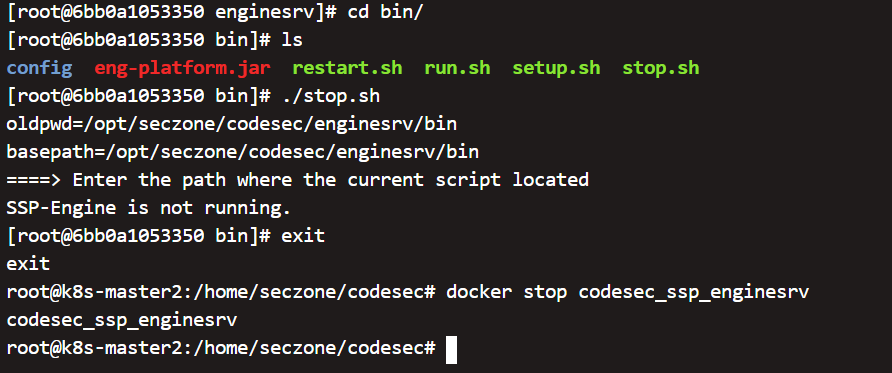 [root@6bb0a1053350 enginesrv]# cd bin/
[root@6bb0a1053350 bin]# ls
config  eng-platform.jar  restart.sh  run.sh  setup.sh  stop.sh
[root@6bb0a1053350 bin]# ./stop.sh
oldpwd=/opt/seczone/codesec/enginesrv/bin
basepath=/opt/seczone/codesec/enginesrv/bin
====> Enter the path where the current script located
SSP-Engine is not running.
[root@6bb0a1053350 bin]# exit
exit
root@k8s-master2:/home/seczone/codesec# docker stop codesec_ssp_enginesrv
codesec_ssp_enginesrv
root@k8s-master2:/home/seczone/codesec#